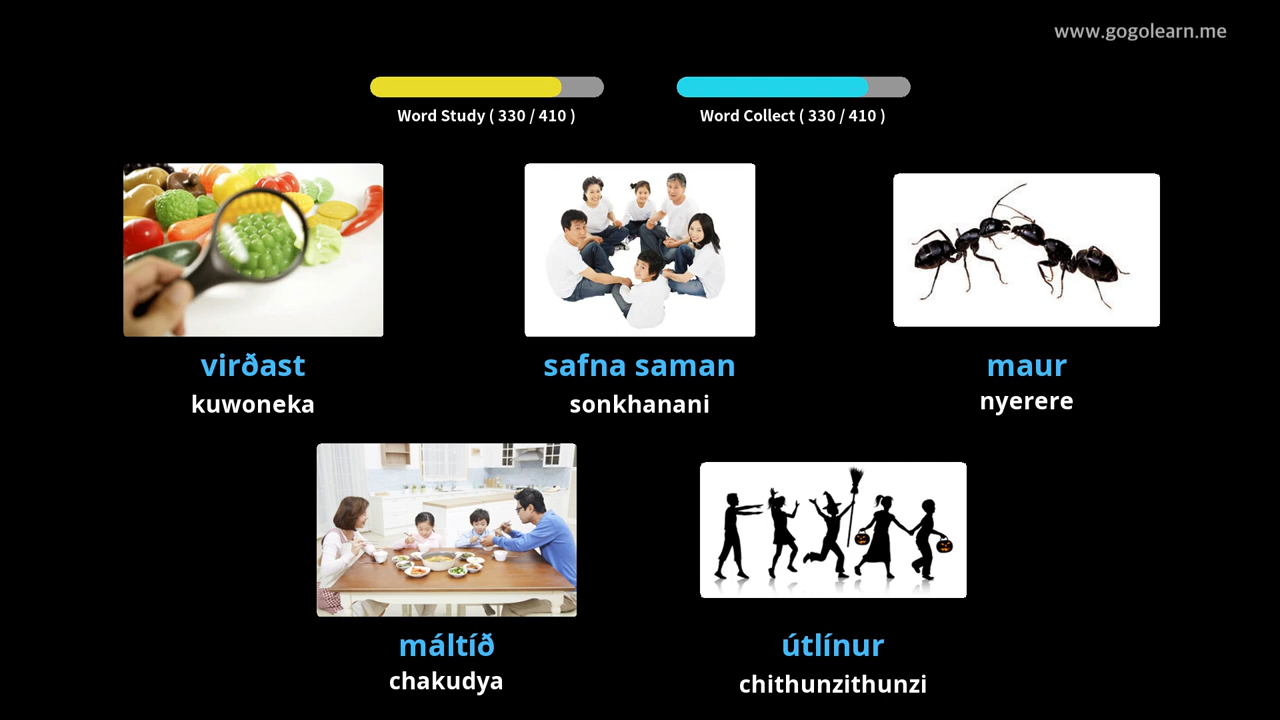 www.gogolearn.me
Word Study ( 330 / 410 )
Word Collect ( 330 / 410 )
virðast
kuwoneka
safna saman
sonkhanani
maur
nyerere
máltíð
chakudya
útlínur
chithunzithunzi